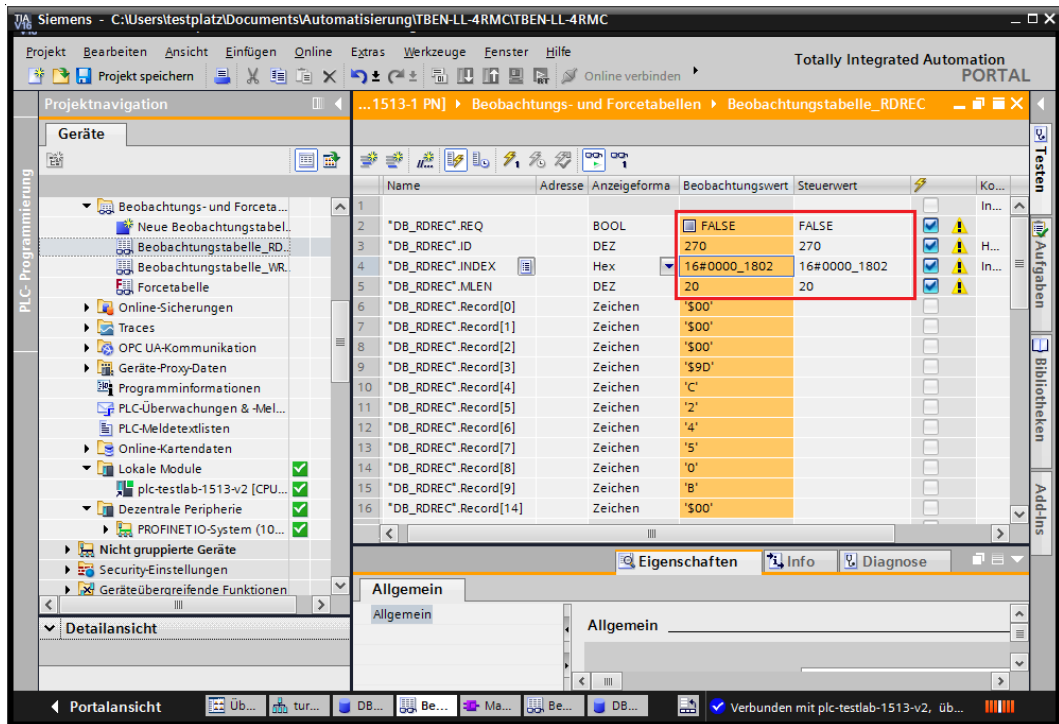 Siemens - C:\Users\testplatz\Documents\Automatisierung\TBEN-LL-4RMC\TBEN-LL-4RMC
Projekt Bearbeiten Ansicht Einfügen Online Extras Werkzeuge Fenster Hilfe
Totally Integrated Automation
PORTAL
Projekt speichern
Online verbinden
Projektnavigation
...1513-1 PN] Beobachtungs- und Forcetabellen Beobachtungstabelle_RDREC
Geräte
PLC-Programmierung
Beobachtungs- und Forceta...
Neue Beobachtungstabel..
Beobachtungstabelle_RD..
Beobachtungstabelle_WR..
Forcetabelle
Online-Sicherungen
Traces
OPC UA-Kommunikation
Geräte-Proxy-Daten
Programminformationen
PLC-Überwachungen & -Mel...
PLC-Meldetextlisten
Online-Kartendaten
Lokale Module
plc-testlab-1513-v2 [CPU...
Dezentrale Peripherie
PROFINET IO-System (10...
Nicht gruppierte Geräte
Security-Einstellungen
Geräteübergreifende Funktionen
Detailansicht
Name Adresse Anzeigeforma Beobachtungswert Steuerwert Ko...
1 In...
2 "DB_RDREC".REQ BOOL FALSE FALSE
3 "DB_RDREC".ID DEZ 270 270 H...
4 "DB_RDREC".INDEX Hex 16#0000_1802 16#0000_1802 In...
5 "DB_RDREC".MLEN DEZ 20 20
6 "DB_RDREC".Record[0] Zeichen '$00'
7 "DB_RDREC".Record[1] Zeichen '$00'
8 "DB_RDREC".Record[2] Zeichen '$00'
9 "DB_RDREC".Record[3] Zeichen '$9D'
10 "DB_RDREC".Record[4] Zeichen 'C'
11 "DB_RDREC".Record[5] Zeichen '2'
12 "DB_RDREC".Record[6] Zeichen '4'
13 "DB_RDREC".Record[7] Zeichen '5'
14 "DB_RDREC".Record[8] Zeichen '0'
15 "DB_RDREC".Record[9] Zeichen 'B'
16 "DB_RDREC".Record[14] Zeichen '$00'
Testen
Aufgaben
Bibliotheken
Add-Ins
Eigenschaften Info Diagnose
Allgemein
Allgemein
Allgemein
Portalansicht Üb... tur... DB... Be... Ma... Be... DB... Verbunden mit plc-testlab-1513-v2, üb...